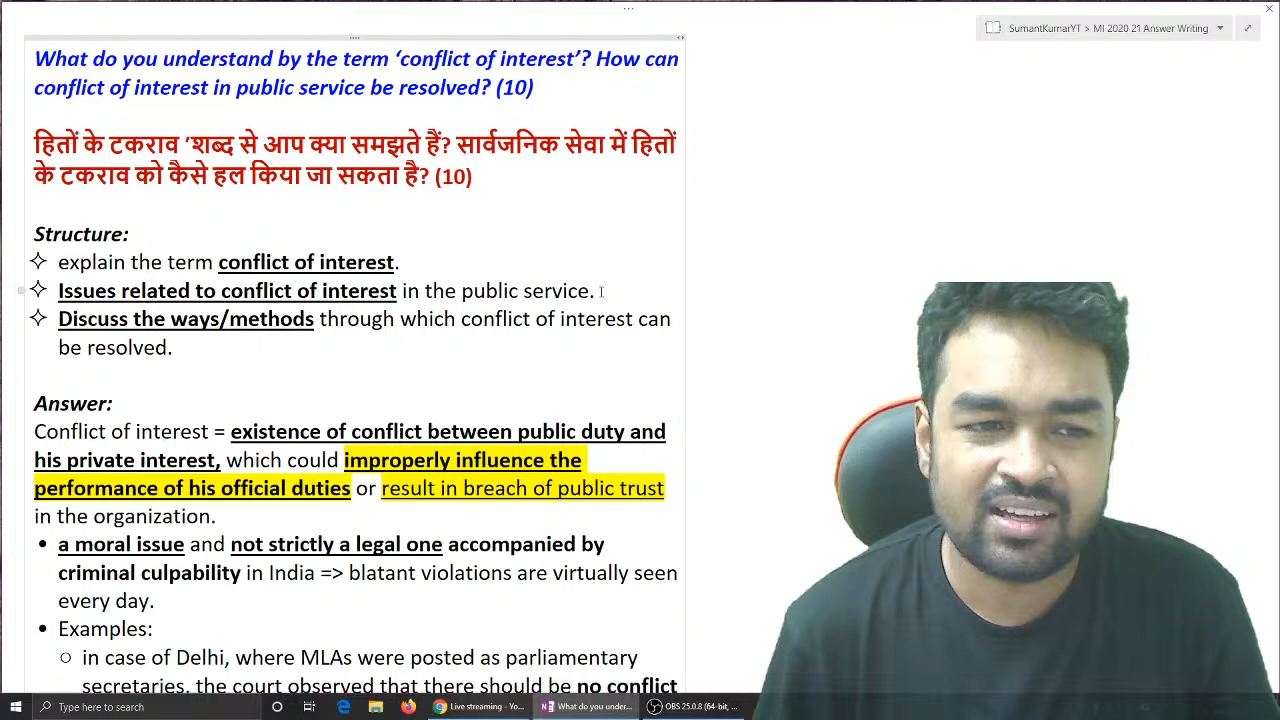 SumantKumarYT > MI 2020 21 Answer Writing
What do you understand by the term ‘conflict of interest’? How can
conflict of interest in public service be resolved? (10)
हितों के टकराव ‘शब्द से आप क्या समझते हैं? सार्वजनिक सेवा में हितों
के टकराव को कैसे हल किया जा सकता है? (10)
Structure:
explain the term conflict of interest.
Issues related to conflict of interest in the public service.
Discuss the ways/methods through which conflict of interest can
be resolved.
Answer:
Conflict of interest = existence of conflict between public duty and
his private interest, which could improperly influence the
performance of his official duties or result in breach of public trust
in the organization.
• a moral issue and not strictly a legal one accompanied by
criminal culpability in India => blatant violations are virtually seen
every day.
• Examples:
○ in case of Delhi, where MLAs were posted as parliamentary
secretaries, the court observed that there should be no conflict
Type here to search
Live streaming - Yo...
What do you under...
OBS 25.0.8 (64-bit, ...